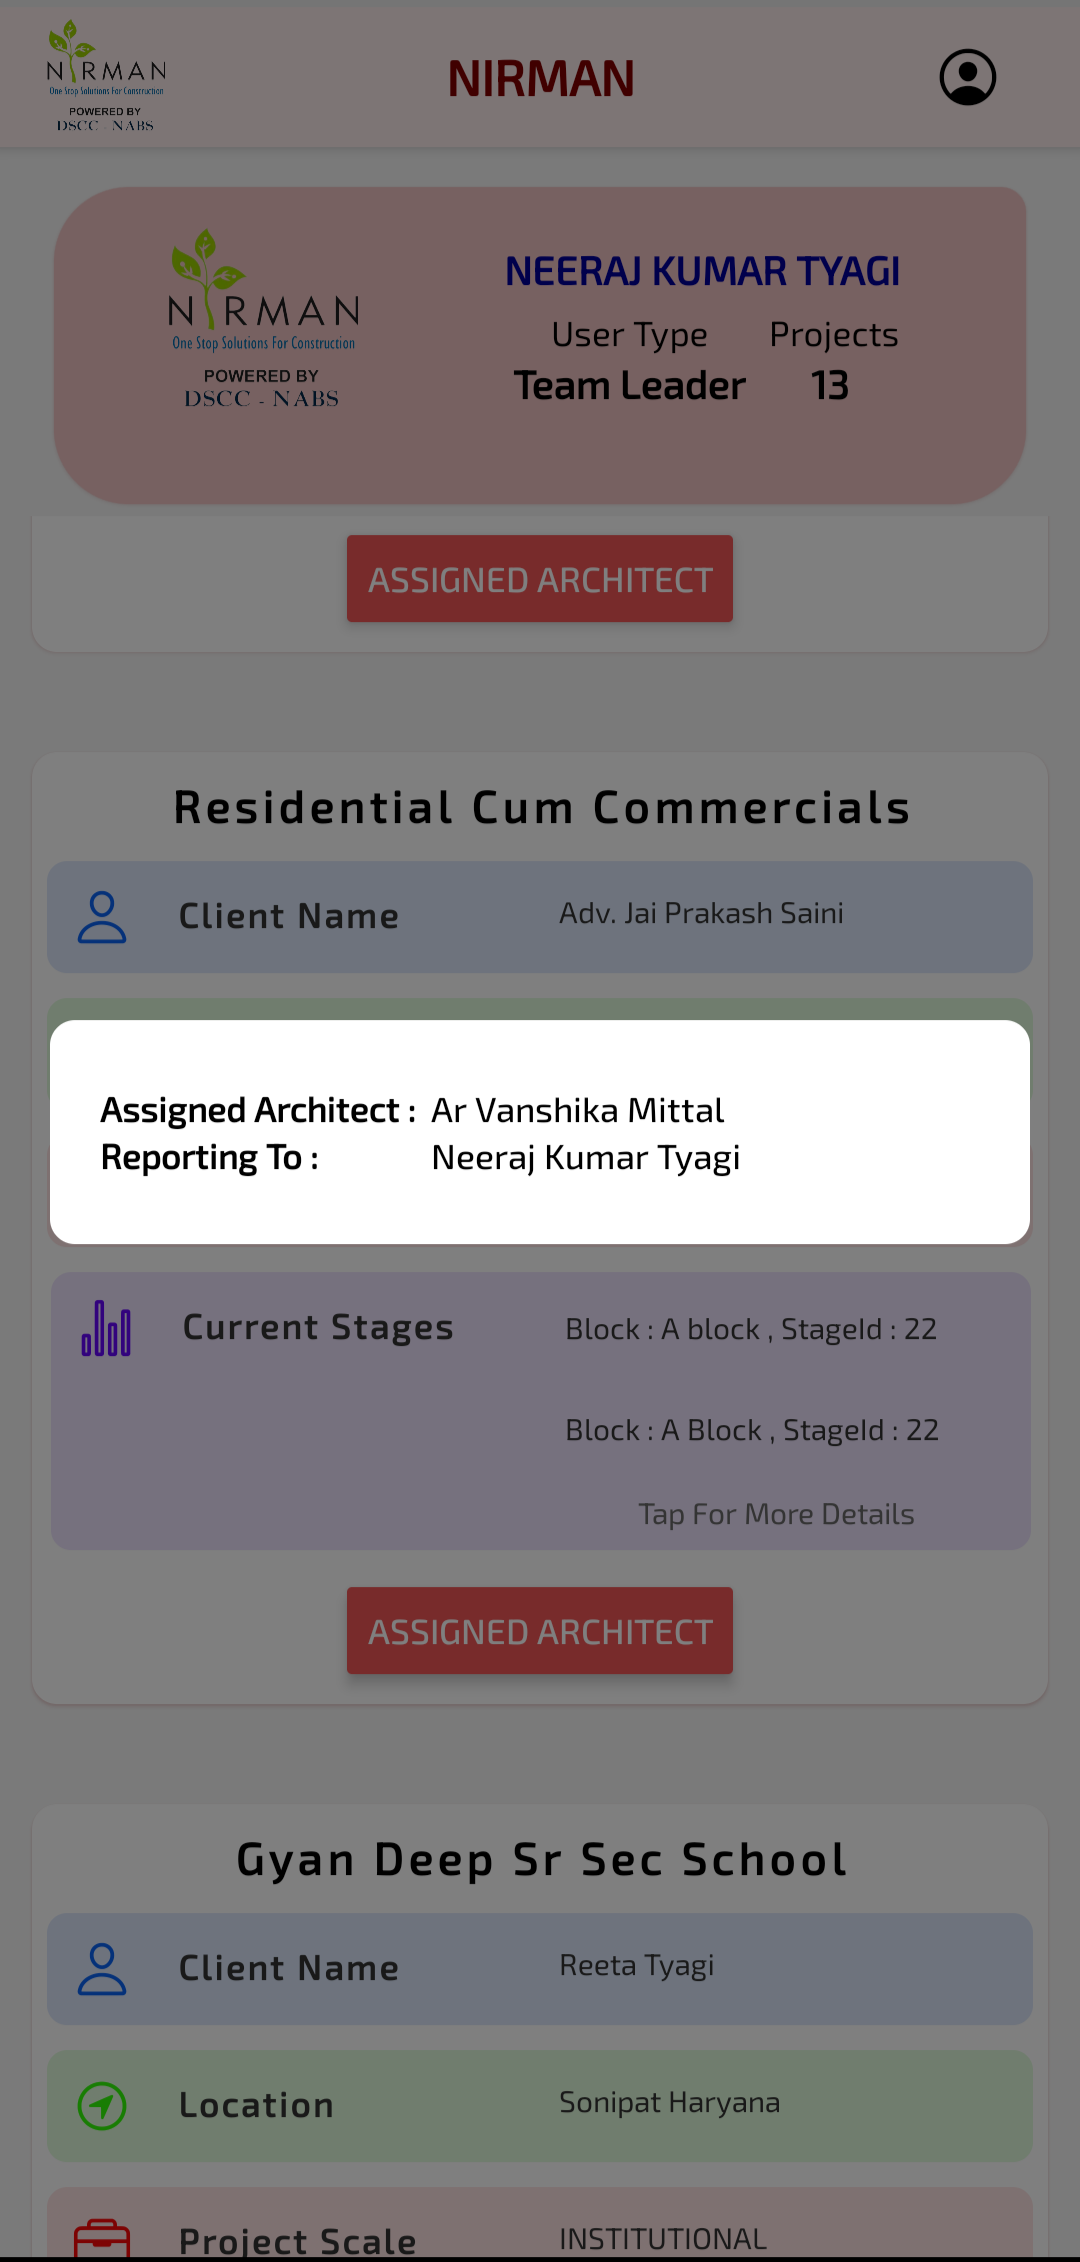 NIRMAN
One Stop Solutions For Construction
POWERED BY
DSCC - NABS
NIRMAN
NIRMAN
One Stop Solutions For Construction
POWERED BY
DSCC - NABS
NEERAJ KUMAR TYAGI
User Type Projects
Team Leader 13
ASSIGNED ARCHITECT
Residential Cum Commercials
Client Name Adv. Jai Prakash Saini
Assigned Architect : Ar Vanshika Mittal
Reporting To : Neeraj Kumar Tyagi
Current Stages Block : A block , StageId : 22
Block : A Block , StageId : 22
Tap For More Details
ASSIGNED ARCHITECT
Gyan Deep Sr Sec School
Client Name Reeta Tyagi
Location Sonipat Haryana
Project Scale INSTITUTIONAL